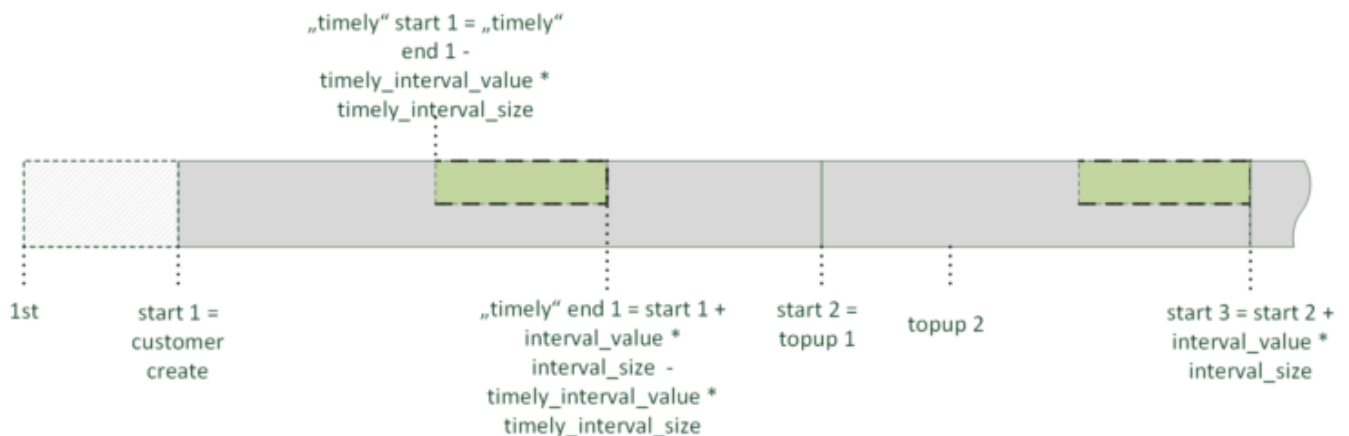 „timely“ start 1 = „timely“
end 1 -
timely_interval_value *
timely_interval_size
1st
start 1 =
customer
create
„timely“ end 1 = start 1 +
interval_value *
interval_size -
timely_interval_value *
timely_interval_size
start 2 =
topup 1
topup 2
start 3 = start 2 +
interval_value *
interval_size